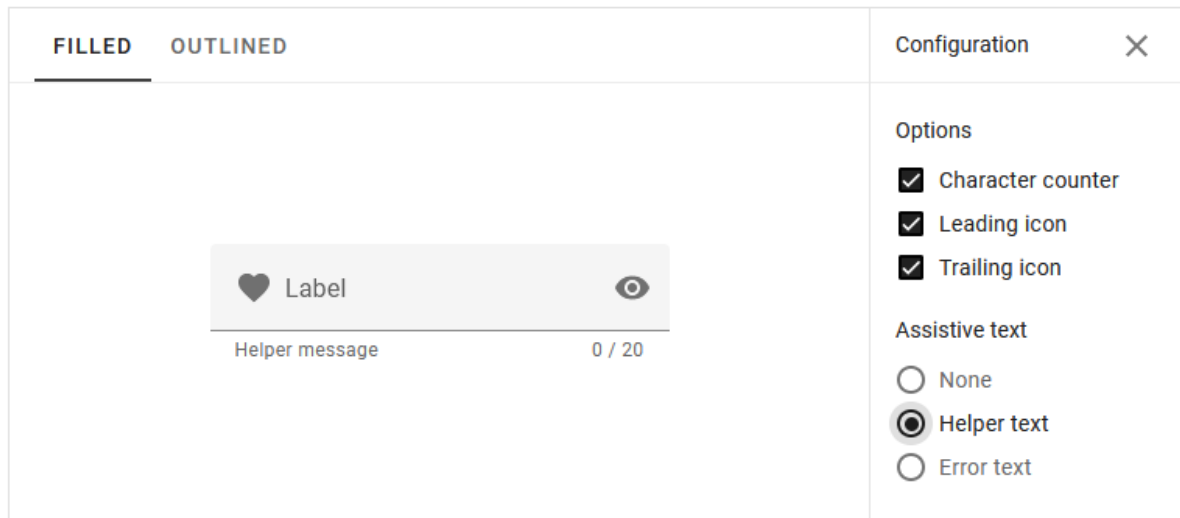 FILLED
OUTLINED
Label
Helper message
0 / 20
Configuration
Options
Character counter
Leading icon
Trailing icon
Assistive text
None
Helper text
Error text